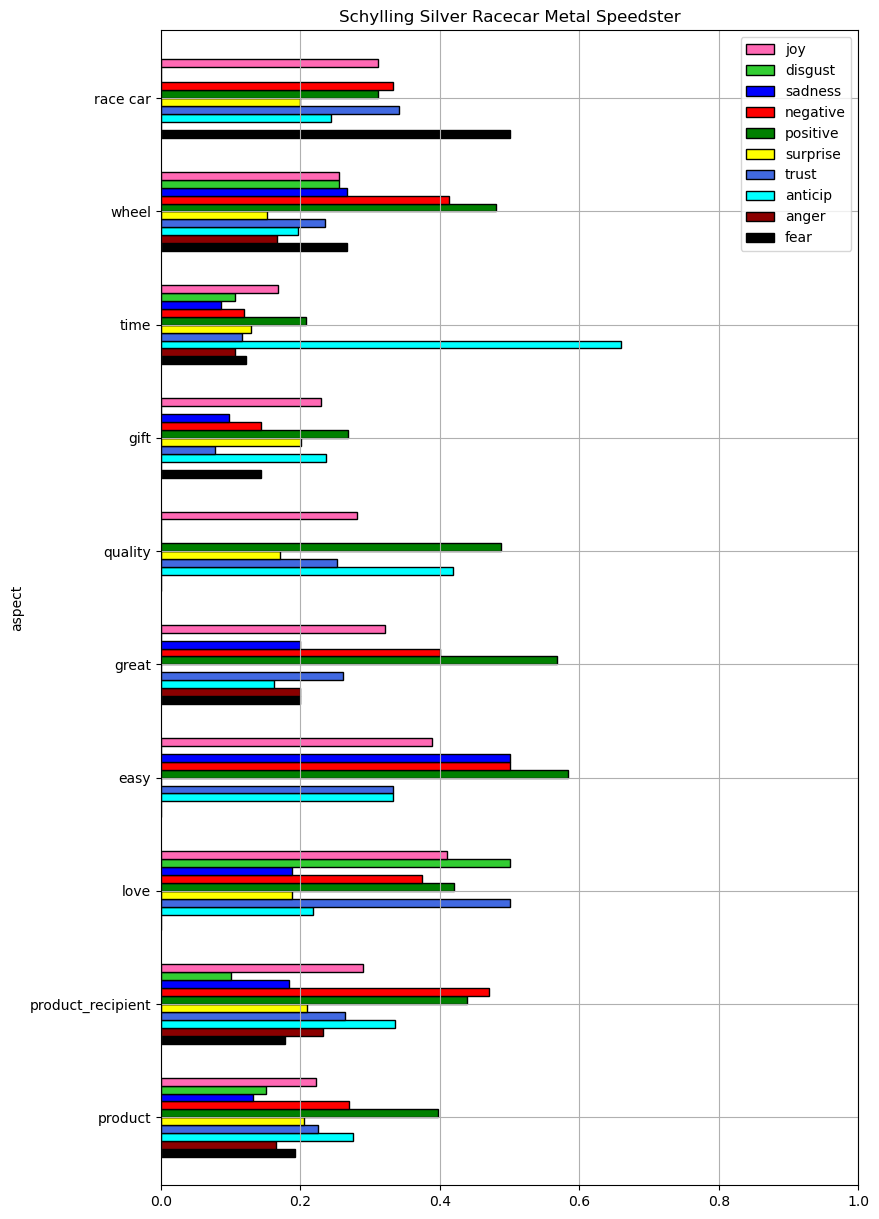 Schylling Silver Racecar Metal Speedster
joy
disgust
sadness
negative
positive
surprise
trust
anticip
anger
fear
race car
wheel
time
gift
quality
great
easy
love
product_recipient
product
aspect
0.0 0.2 0.4 0.6 0.8 1.0